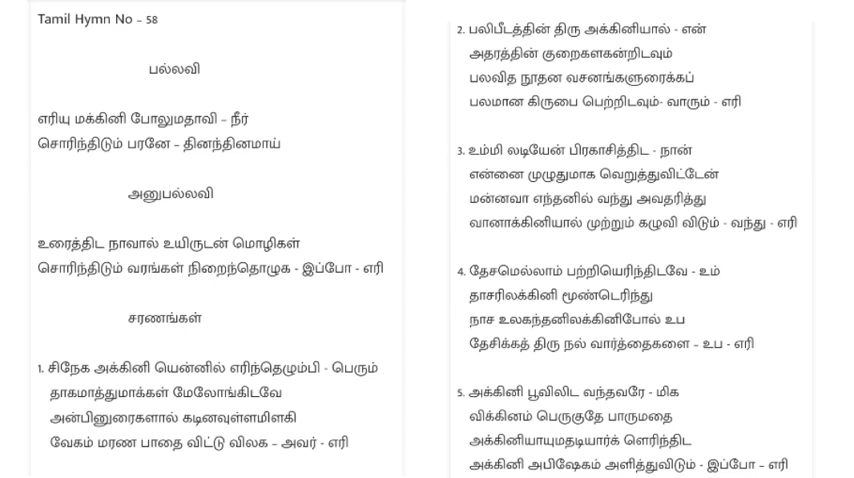 Tamil Hymn No – 58
பல்லவி
எரியு மக்கினி போலுமதாவி – நீர்
சொரிந்திடும் பரனே – தினந்தினமாய்
அனுபல்லவி
உரைத்திட நாவால் உயிருடன் மொழிகள்
சொரிந்திடும் வரங்கள் நிறைந்தொழுக - இப்போ - எரி
சரணங்கள்
1. சிநேக அக்கினி யென்னில் எரிந்தெழும்பி - பெரும்
தாகமாத்துமாக்கள் மேலோங்கிடவே
அன்பினுரைகளால் கடினவுள்ளமிளகி
வேகம் மரண பாதை விட்டு விலக – அவர் - எரி
2. பலிபீடத்தின் திரு அக்கினியால் - என்
அதரத்தின் குறைகளகன்றிடவும்
பலவித நூதன வசனங்களுரைக்கப்
பலமான கிருபை பெற்றிடவும்- வாரும் - எரி
3. உம்மி லடியேன் பிரகாசித்திட - நான்
என்னை முழுதுமாக வெறுத்துவிட்டேன்
மன்னவா எந்தனில் வந்து அவதரித்து
வானாக்கினியால் முற்றும் கழுவி விடும் - வந்து - எரி
4. தேசமெல்லாம் பற்றியெரிந்திடவே - உம்
தாசரிலக்கினி மூண்டெரிந்து
நாச உலகந்தனிலக்கினிபோல் உப
தேசிக்கத் திரு நல் வார்த்தைகளை – உப - எரி
5. அக்கினி பூவிலிட வந்தவரே - மிக
விக்கினம் பெருகுதே பாருமதை
அக்கினியாயுமதடியார்க் ளெரிந்திட
அக்கினி அபிஷேகம் அளித்துவிடும் - இப்போ – எரி